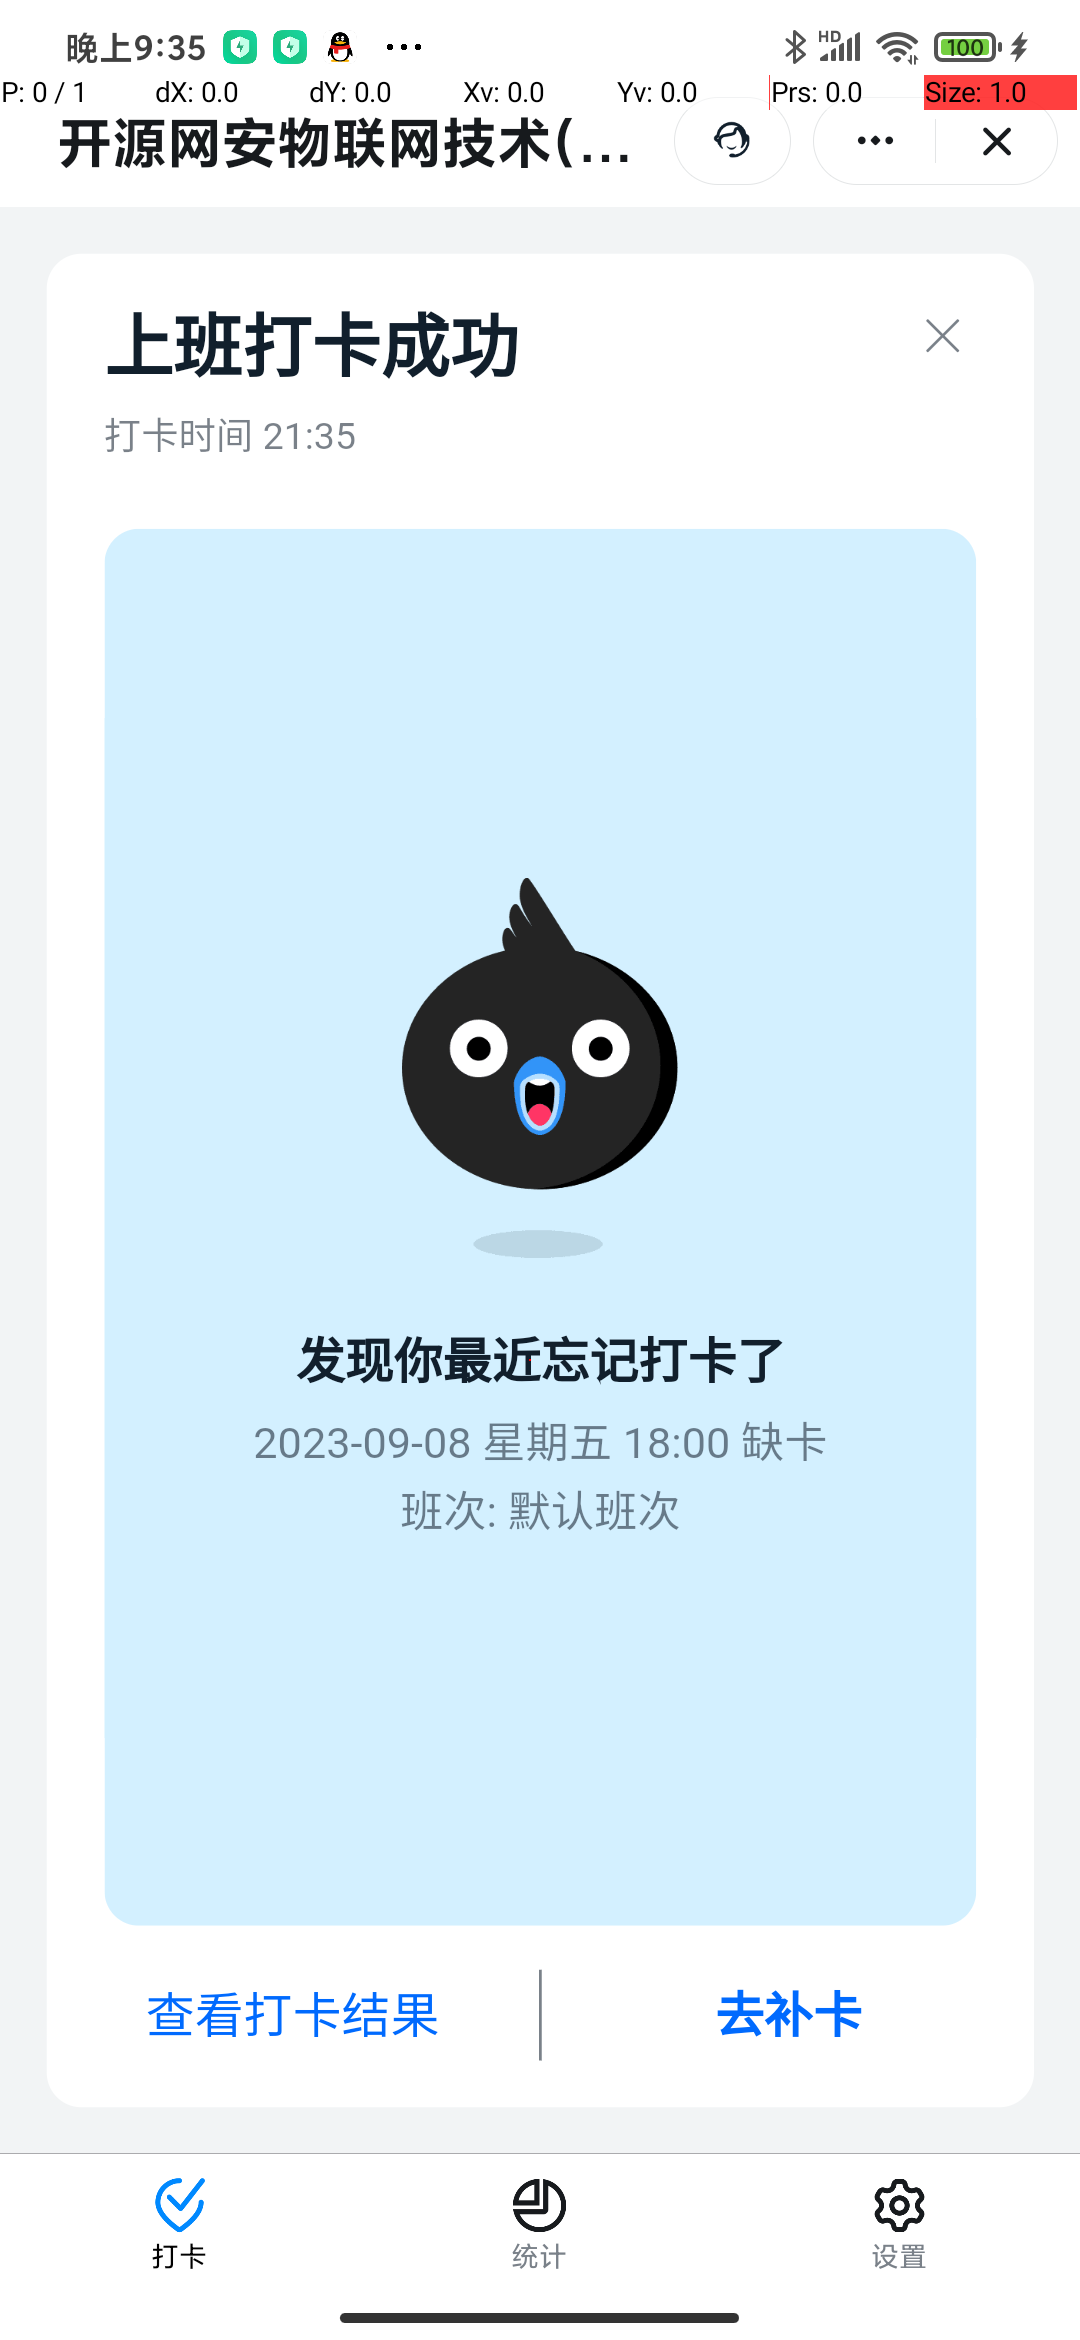 晚上9:35
HD
100
P: 0 / 1 dX: 0.0 dY: 0.0 Xv: 0.0 Yv: 0.0 Prs: 0.0 Size: 1.0
开源网安物联网技术(...
上班打卡成功
打卡时间 21:35
发现你最近忘记打卡了
2023-09-08 星期五 18:00 缺卡
班次: 默认班次
查看打卡结果
去补卡
打卡
统计
设置